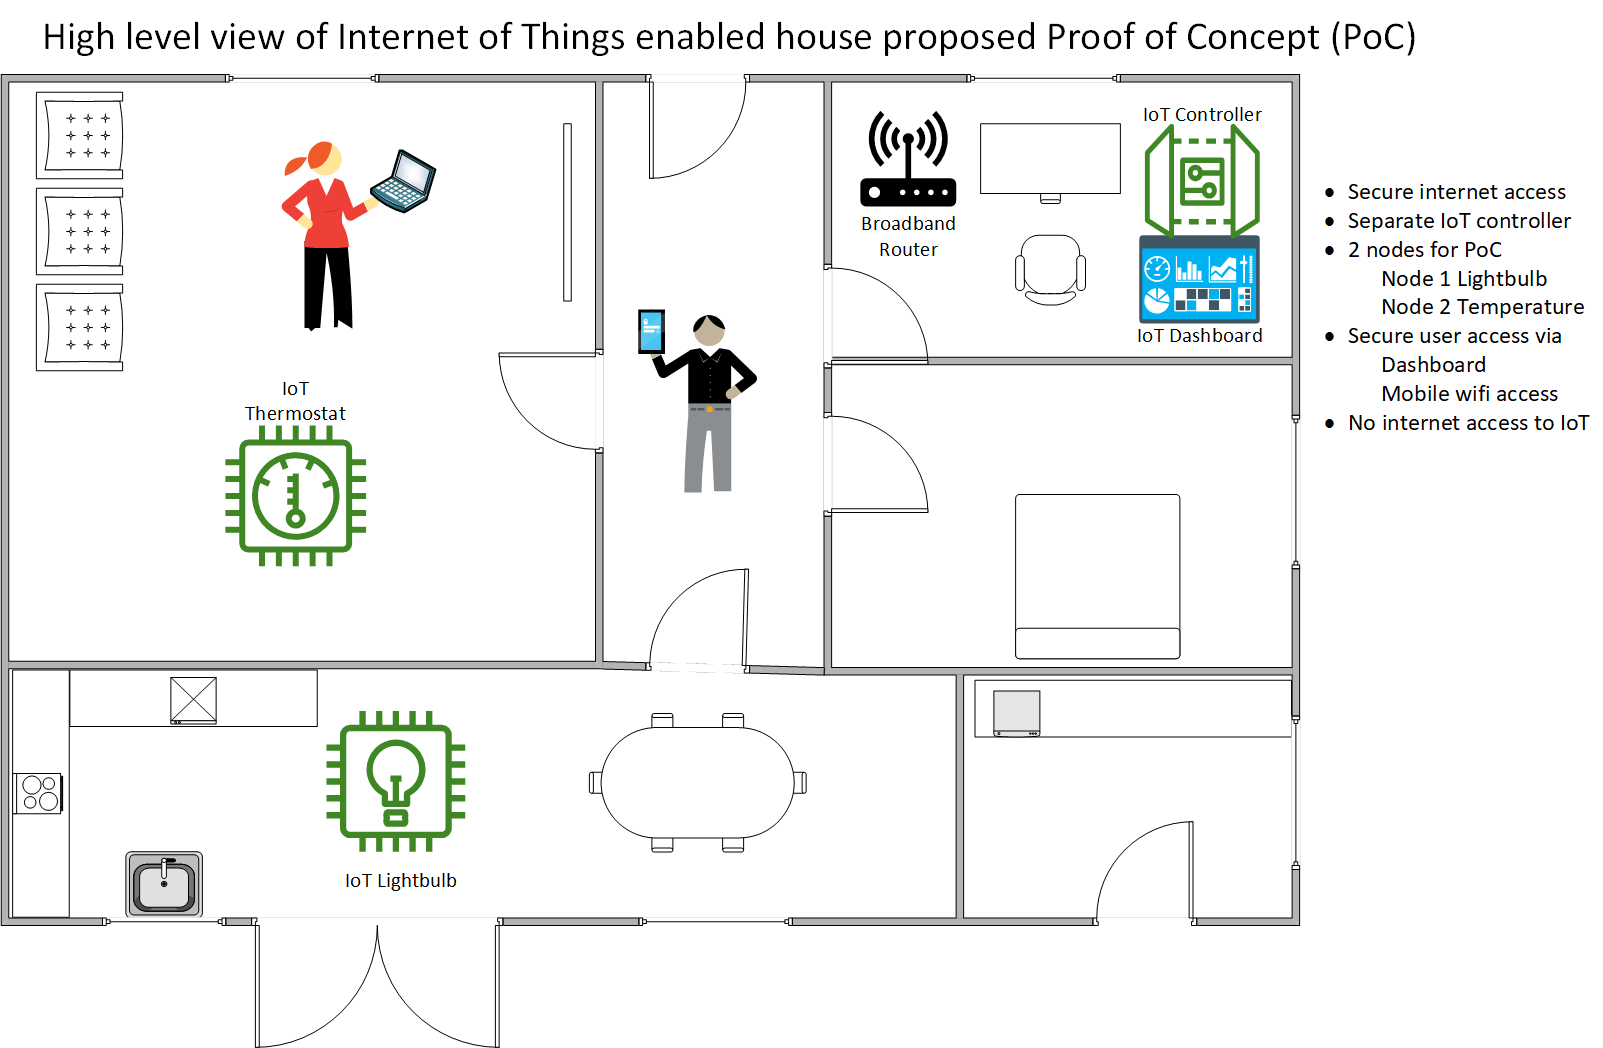 High level view of Internet of Things enabled house proposed Proof of Concept (PoC)
IoT Controller
Broadband
Router
IoT Dashboard
IoT
Thermostat
IoT Lightbulb
• Secure internet access
• Separate IoT controller
• 2 nodes for PoC
Node 1 Lightbulb
Node 2 Temperature
• Secure user access via
Dashboard
Mobile wifi access
• No internet access to IoT